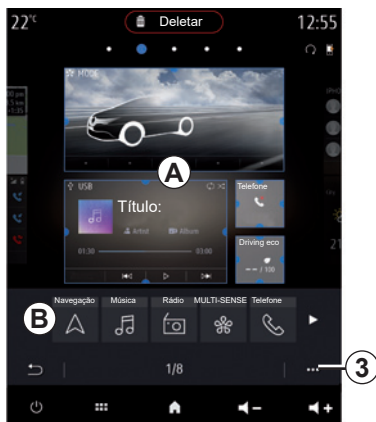 22°C
Deletar
12:55
MODE
A
USB
Título:
Artist
Album
01:30
03:00
Telefone
Driving eco
-- / 100
B
Navegação
Música
Rádio
MULTI-SENSE
Telefone
1/8
3